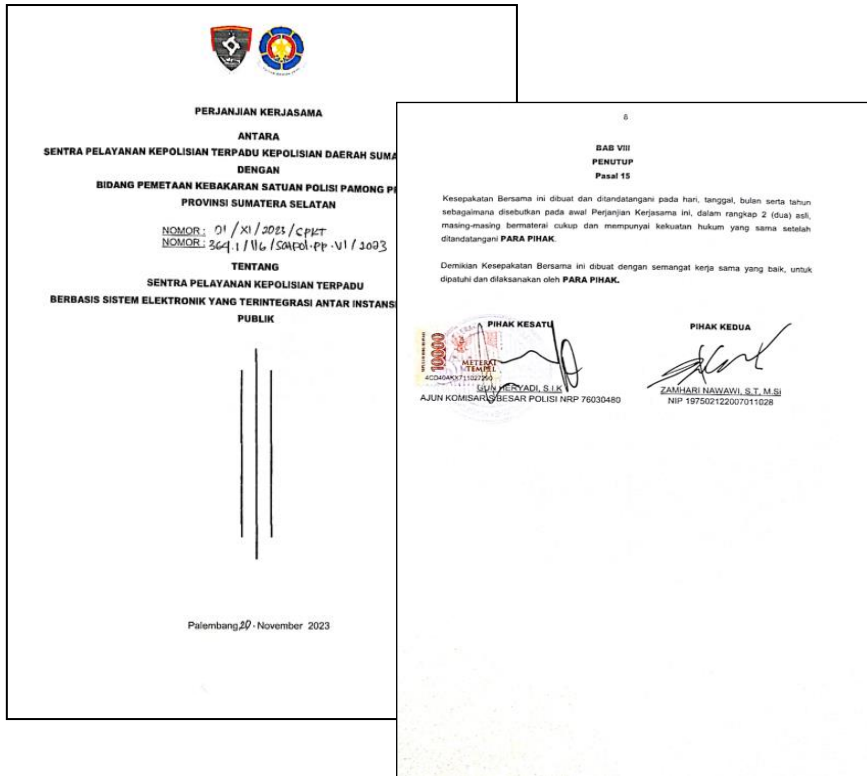 PERJANJIAN KERJASAMA
ANTARA
SENTRA PELAYANAN KEPOLISIAN TERPADU KEPOLISIAN DAERAH SUMA
DENGAN
BIDANG PEMETAAN KEBAKARAN SATUAN POLISI PAMONG
PROVINSI SUMATERA SELATAN
NOMOR : 01 / XI / 2023 / SPKT
NOMOR : 364.1 / 116 / Satpol.PP.VI / 2023
TENTANG
SENTRA PELAYANAN KEPOLISIAN TERPADU
BERBASIS SISTEM ELEKTRONIK YANG TERINTEGRASI ANTAR INSTANSI
PUBLIK
Palembang, 20 - November 2023
BAB VIII
PENUTUP
Pasal 15
Kesepakatan Bersama ini dibuat dan ditandatangani pada hari, tanggal, bulan serta tahun
sebagaimana disebutkan pada awal Perjanjian Kerjasama ini, dalam rangkap 2 (dua) asli,
masing-masing bermaterai cukup dan mempunyai kekuatan hukum yang sama setelah
ditandatangani PARA PIHAK.
Demikian Kesepakatan Bersama ini dibuat dengan semangat kerja sama yang baik, untuk
dipatuhi dan dilaksanakan oleh PARA PIHAK.
PIHAK KESATU
10000
METERAI
TEMPEL
GUN HERYADI, S.I.K
AJUN KOMISARIS BESAR POLISI NRP 76030480
PIHAK KEDUA
ZAMHARI NAWAWI, S.T, M.Si
NIP 197502122007011028